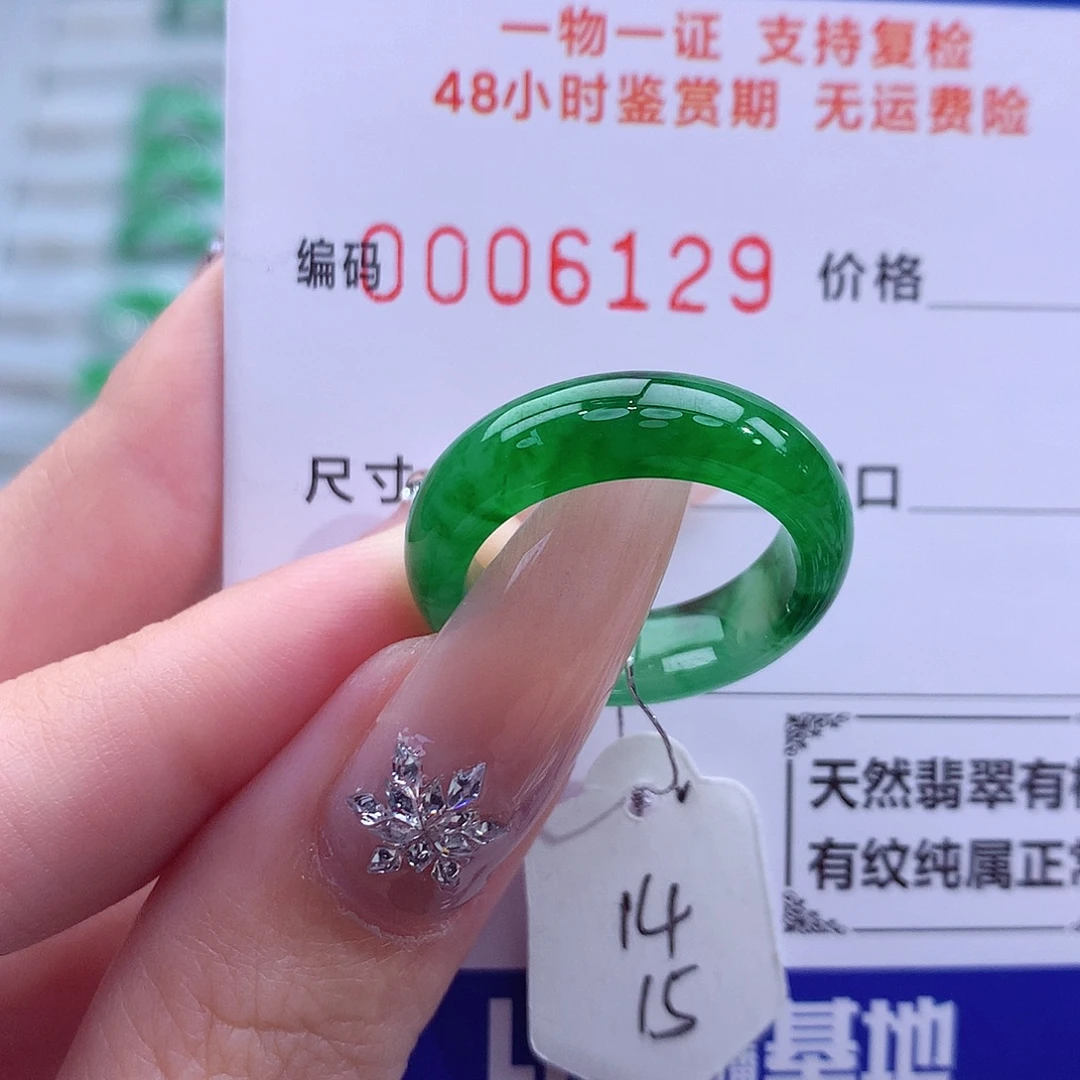 一物一证 支持复检
48小时鉴赏期 无运费险
编码0006129 价格
尺寸 口
天然翡翠有
有纹纯属正常
14
15
基地